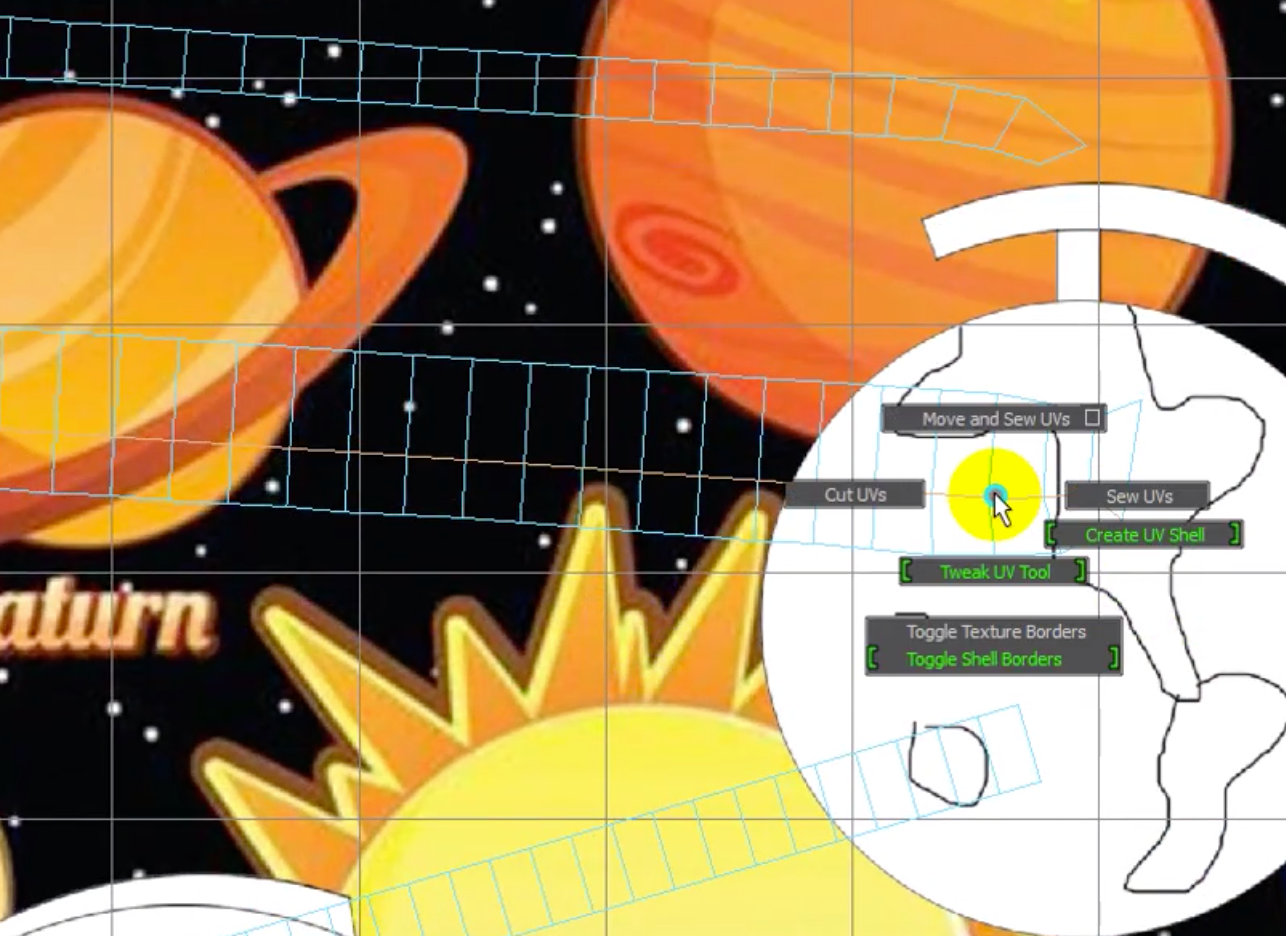 Move and Sew UVs
Cut UVs
Sew UVs
Create UV Shell
Tweak UV Tool
Toggle Texture Borders
Toggle Shell Borders
aturn